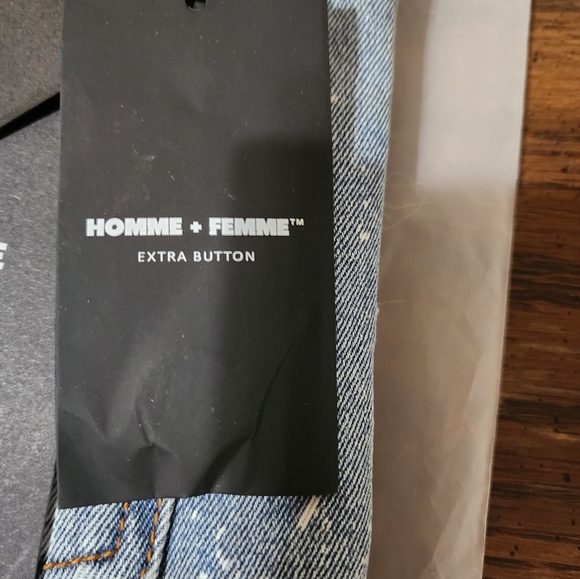 HOMME + FEMME™
EXTRA BUTTON